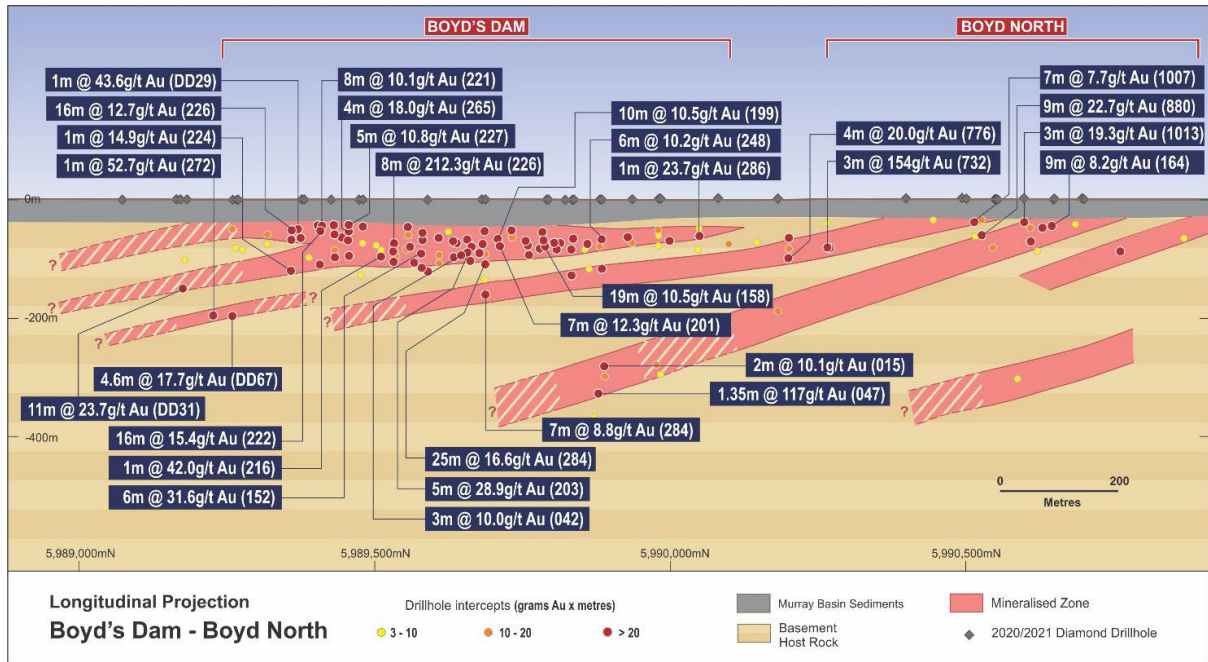 BOYD'S DAM
BOYD NORTH
1m @ 43.6g/t Au (DD29)
16m @ 12.7g/t Au (226)
1m @ 14.9g/t Au (224)
1m @ 52.7g/t Au (272)
8m @ 10.1g/t Au (221)
4m @ 18.0g/t Au (265)
5m @ 10.8g/t Au (227)
8m @ 212.3g/t Au (226)
10m @ 10.5g/t Au (199)
6m @ 10.2g/t Au (248)
1m @ 23.7g/t Au (286)
4m @ 20.0g/t Au (776)
3m @ 154g/t Au (732)
7m @ 7.7g/t Au (1007)
9m @ 22.7g/t Au (880)
3m @ 19.3g/t Au (1013)
9m @ 8.2g/t Au (164)
-0m
-200m
-400m
?
?
?
?
?
?
?
19m @ 10.5g/t Au (158)
7m @ 12.3g/t Au (201)
2m @ 10.1g/t Au (015)
1.35m @ 117g/t Au (047)
4.6m @ 17.7g/t Au (DD67)
11m @ 23.7g/t Au (DD31)
16m @ 15.4g/t Au (222)
1m @ 42.0g/t Au (216)
6m @ 31.6g/t Au (152)
7m @ 8.8g/t Au (284)
25m @ 16.6g/t Au (284)
5m @ 28.9g/t Au (203)
3m @ 10.0g/t Au (042)
0 200
Metres
5,989,000mN 5,989,500mN 5,990,000mN 5,990,500mN
Longitudinal Projection
Boyd's Dam - Boyd North
Drillhole intercepts (grams Au x metres)
3 - 10 10 - 20 > 20
Murray Basin Sediments
Basement
Host Rock
Mineralised Zone
2020/2021 Diamond Drillhole